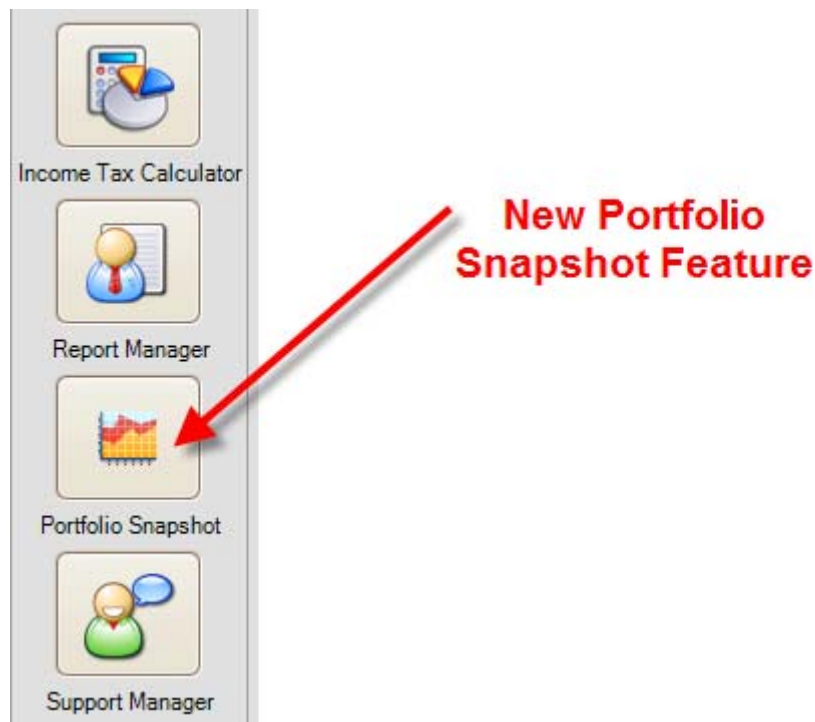 Income Tax Calculator
Report Manager
Portfolio Snapshot
Support Manager
New Portfolio
Snapshot Feature